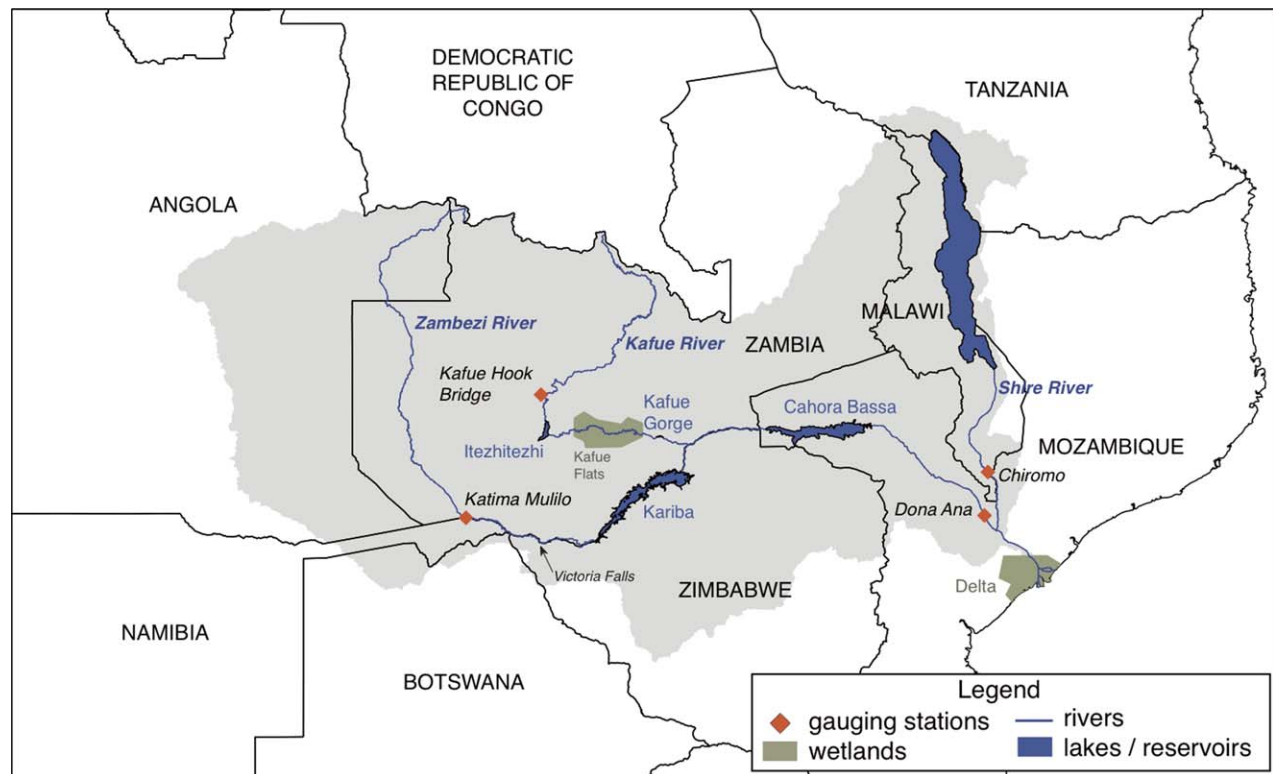 DEMOCRATIC
REPUBLIC OF
CONGO
TANZANIA
ANGOLA
MALAWI
Zambezi River
Kafue River
ZAMBIA
Kafue Hook
Bridge
Shire River
Kafue
Gorge
Cahora Bassa
MOZAMBIQUE
Itezhitezhi
Kafue
Flats
Chiromo
Katima Mulilo
Kariba
Dona Ana
Victoria Falls
ZIMBABWE
Delta
NAMIBIA
BOTSWANA
Legend
gauging stations
rivers
wetlands
lakes / reservoirs